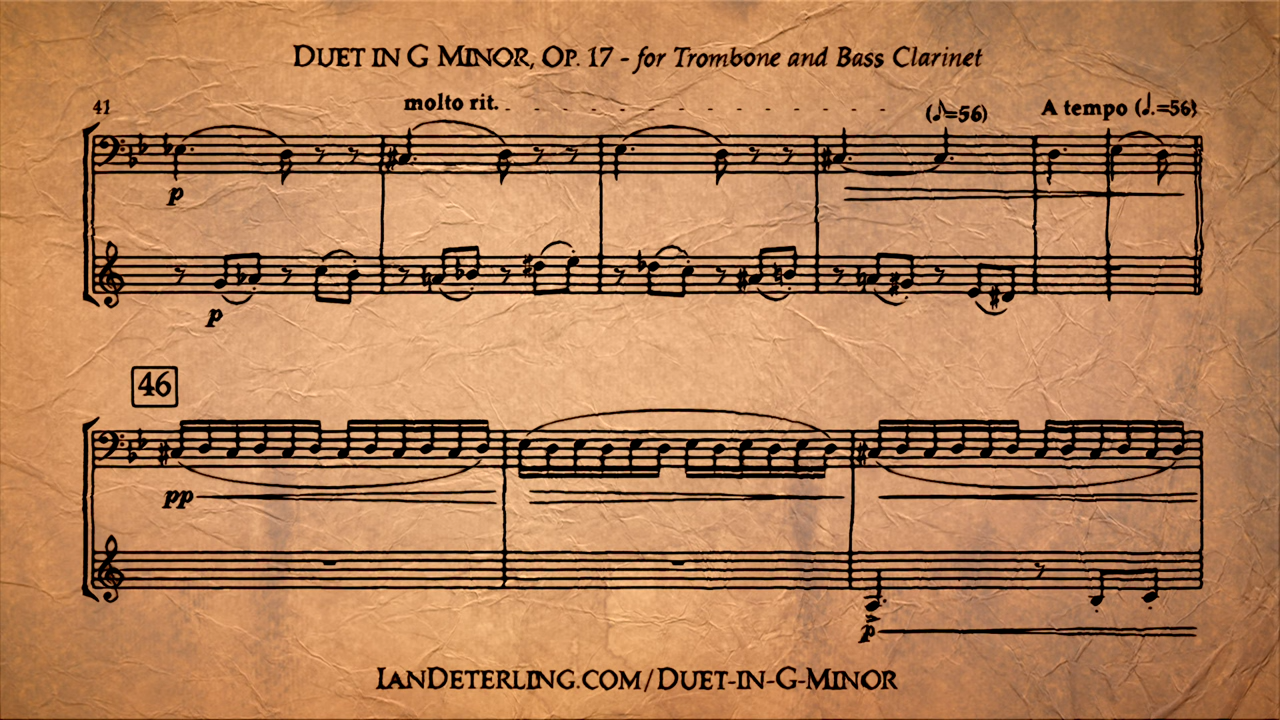 DUET IN G MINOR, OP. 17 - for Trombone and Bass Clarinet
41
molto rit.
(♪=56)
A tempo (♩.=56)
p
p
46
pp
p
IANDETERLING.COM/DUET-IN-G-MINOR